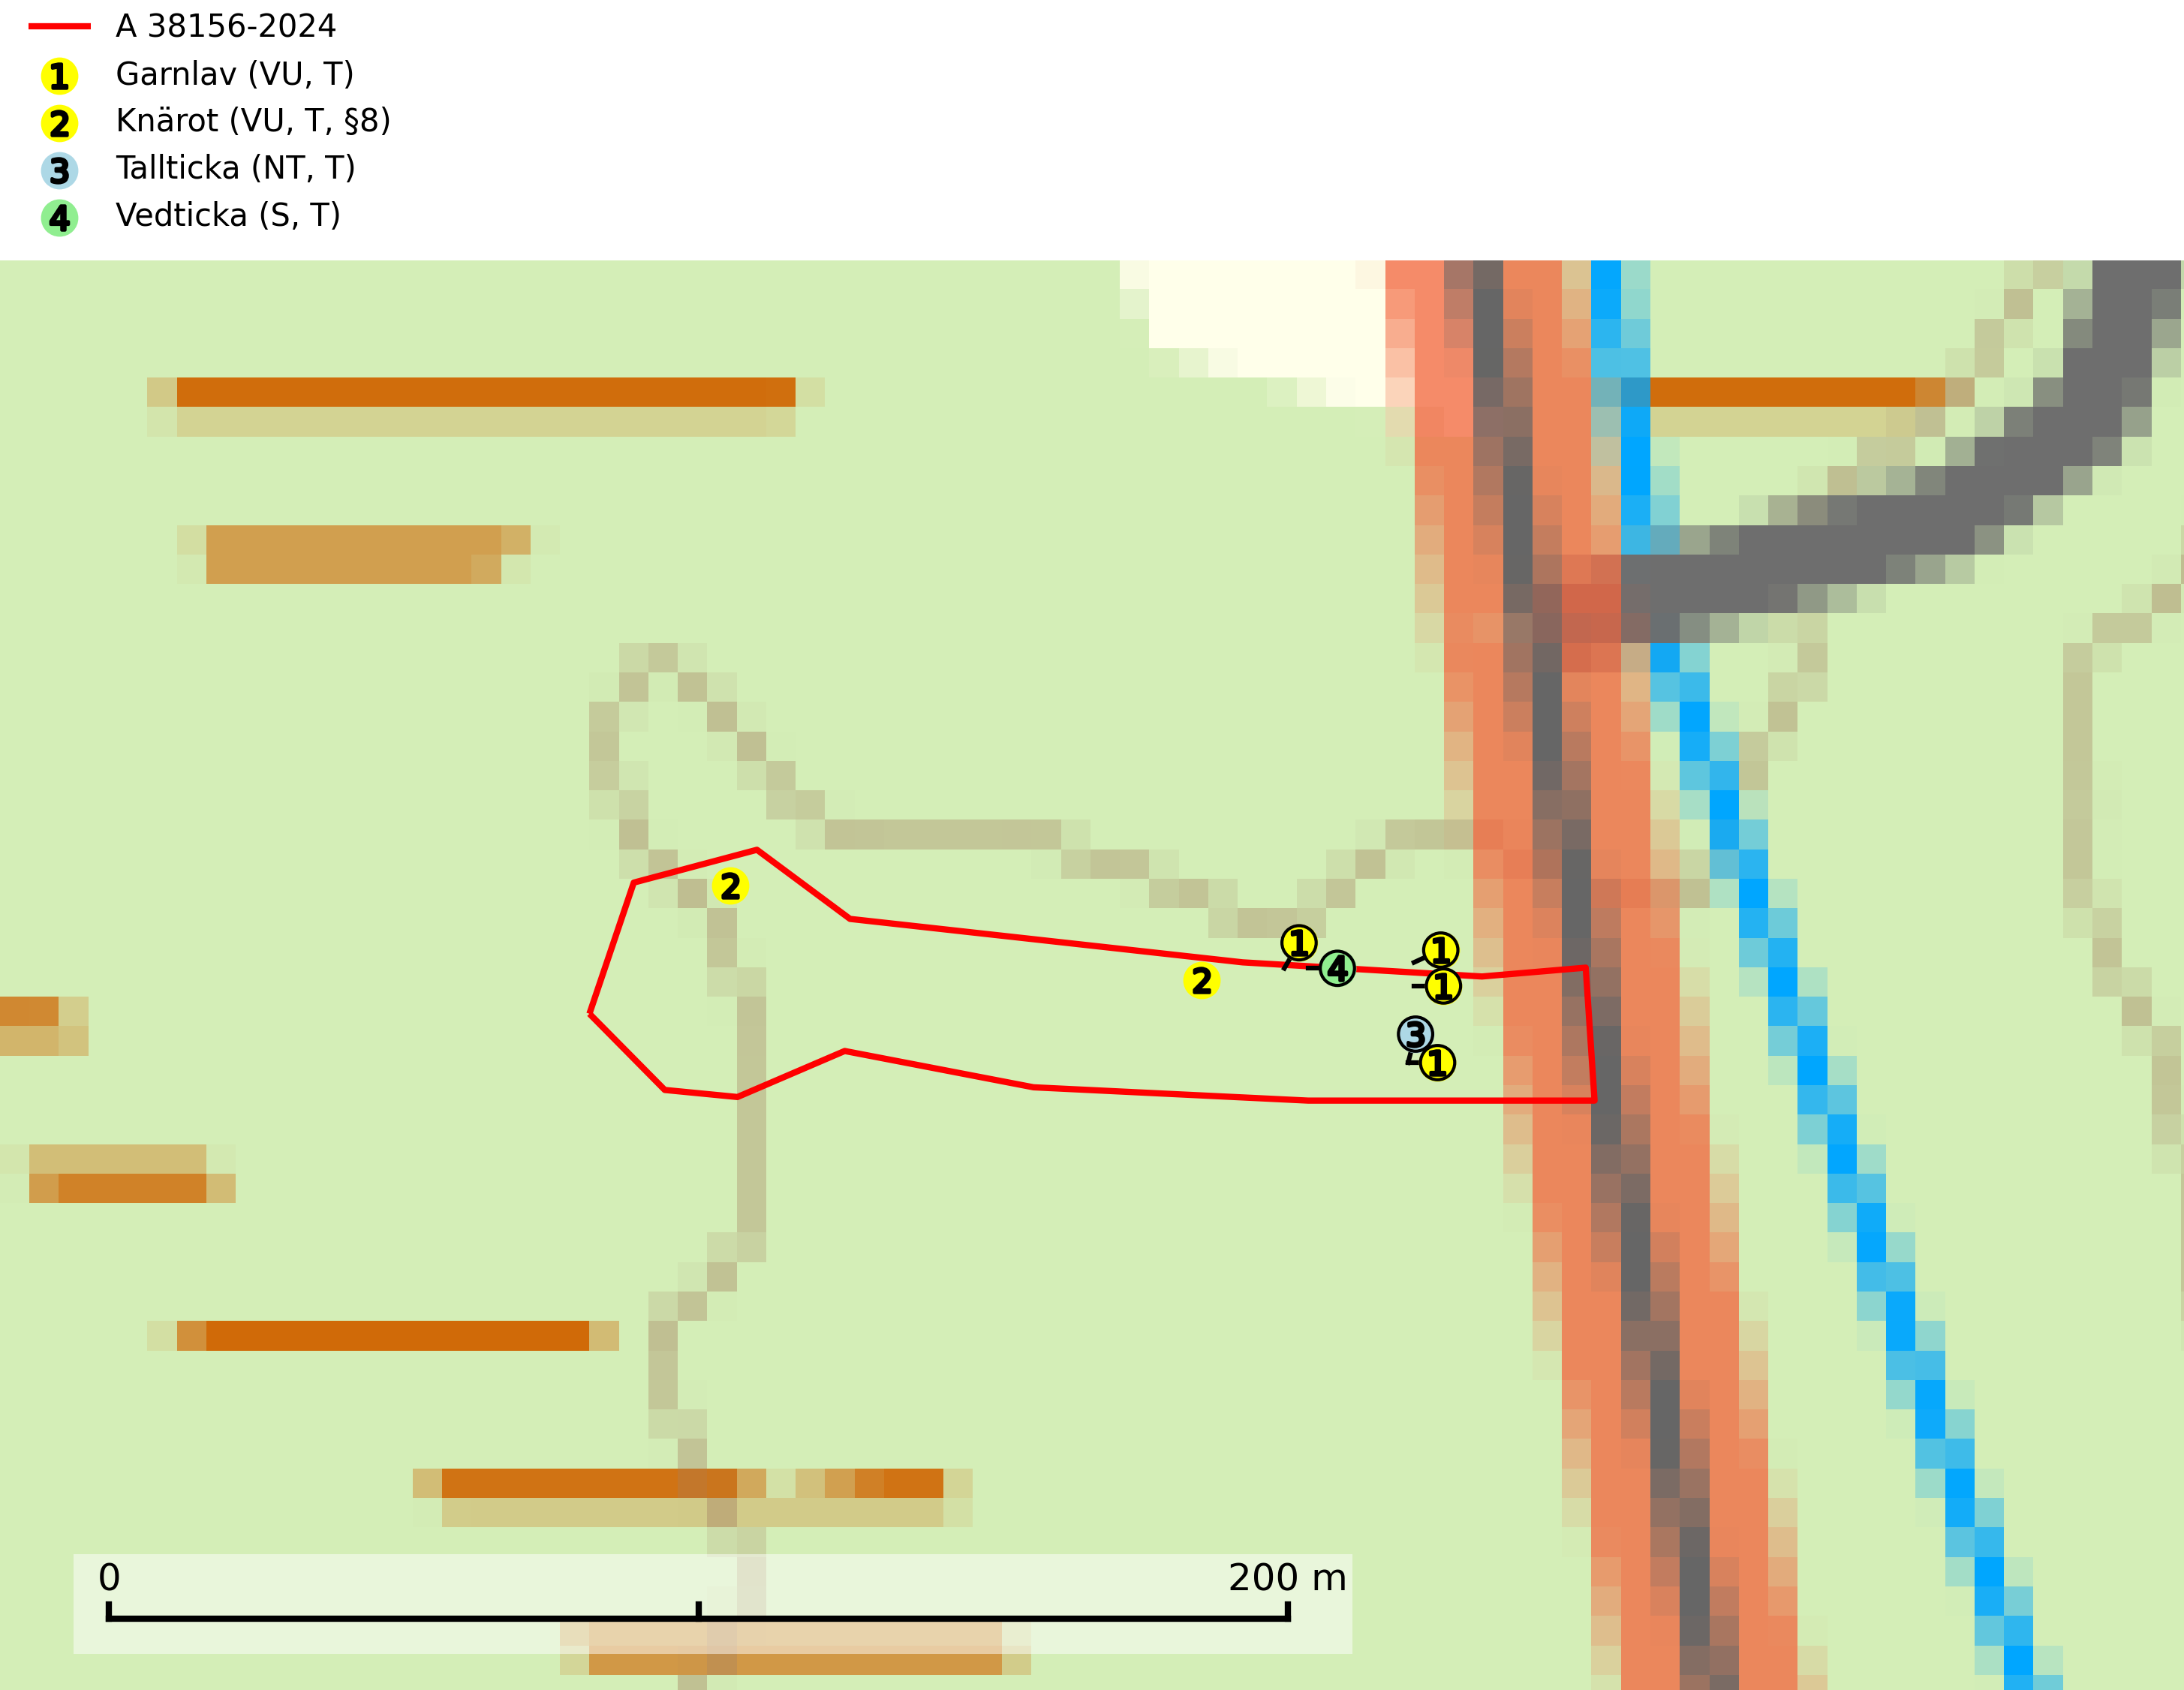 A 38156-2024
1 Garnlav (VU, T)
2 Knärot (VU, T, §8)
3 Tallticka (NT, T)
4 Vedticka (S, T)
2
1
1
4
2
1
3
1
0 200 m